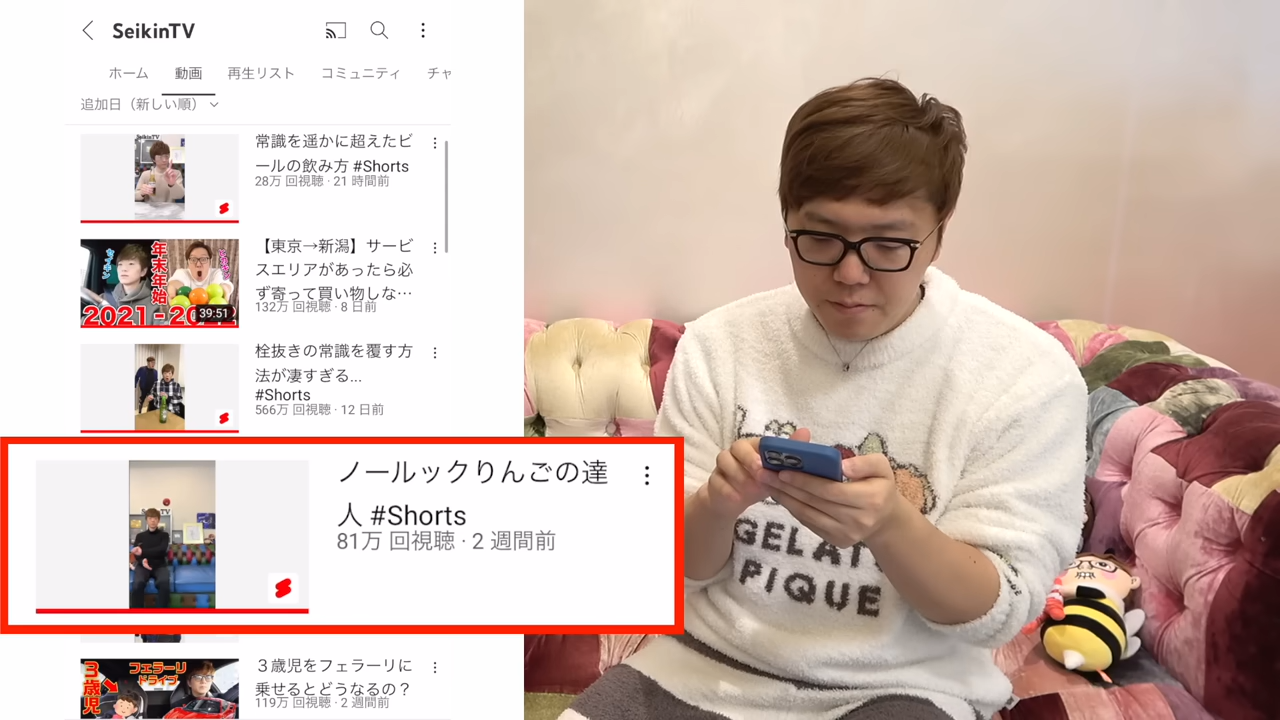 SeikinTV
ホーム 動画 再生リスト コミュニティ チャ
追加日（新しい順）
SeikinTV
常識を遥かに超えたビ
ールの飲み方 #Shorts
28万 回視聴・21 時間前
セイキン
年末年始
2021-2022
39:51
【東京→新潟】サービ
スエリアがあったら必
ず寄って買い物しな…
132万 回視聴・8 日前
栓抜きの常識を覆す方
法が凄すぎる...
#Shorts
566万 回視聴・12 日前
ノールックりんごの達
人 #Shorts
81万 回視聴・2 週間前
3歳児
フェラーリ
ドライブ
３歳児をフェラーリに
乗せるとどうなるの？
119万 回視聴・2 週間前
GELAT
PIQUE